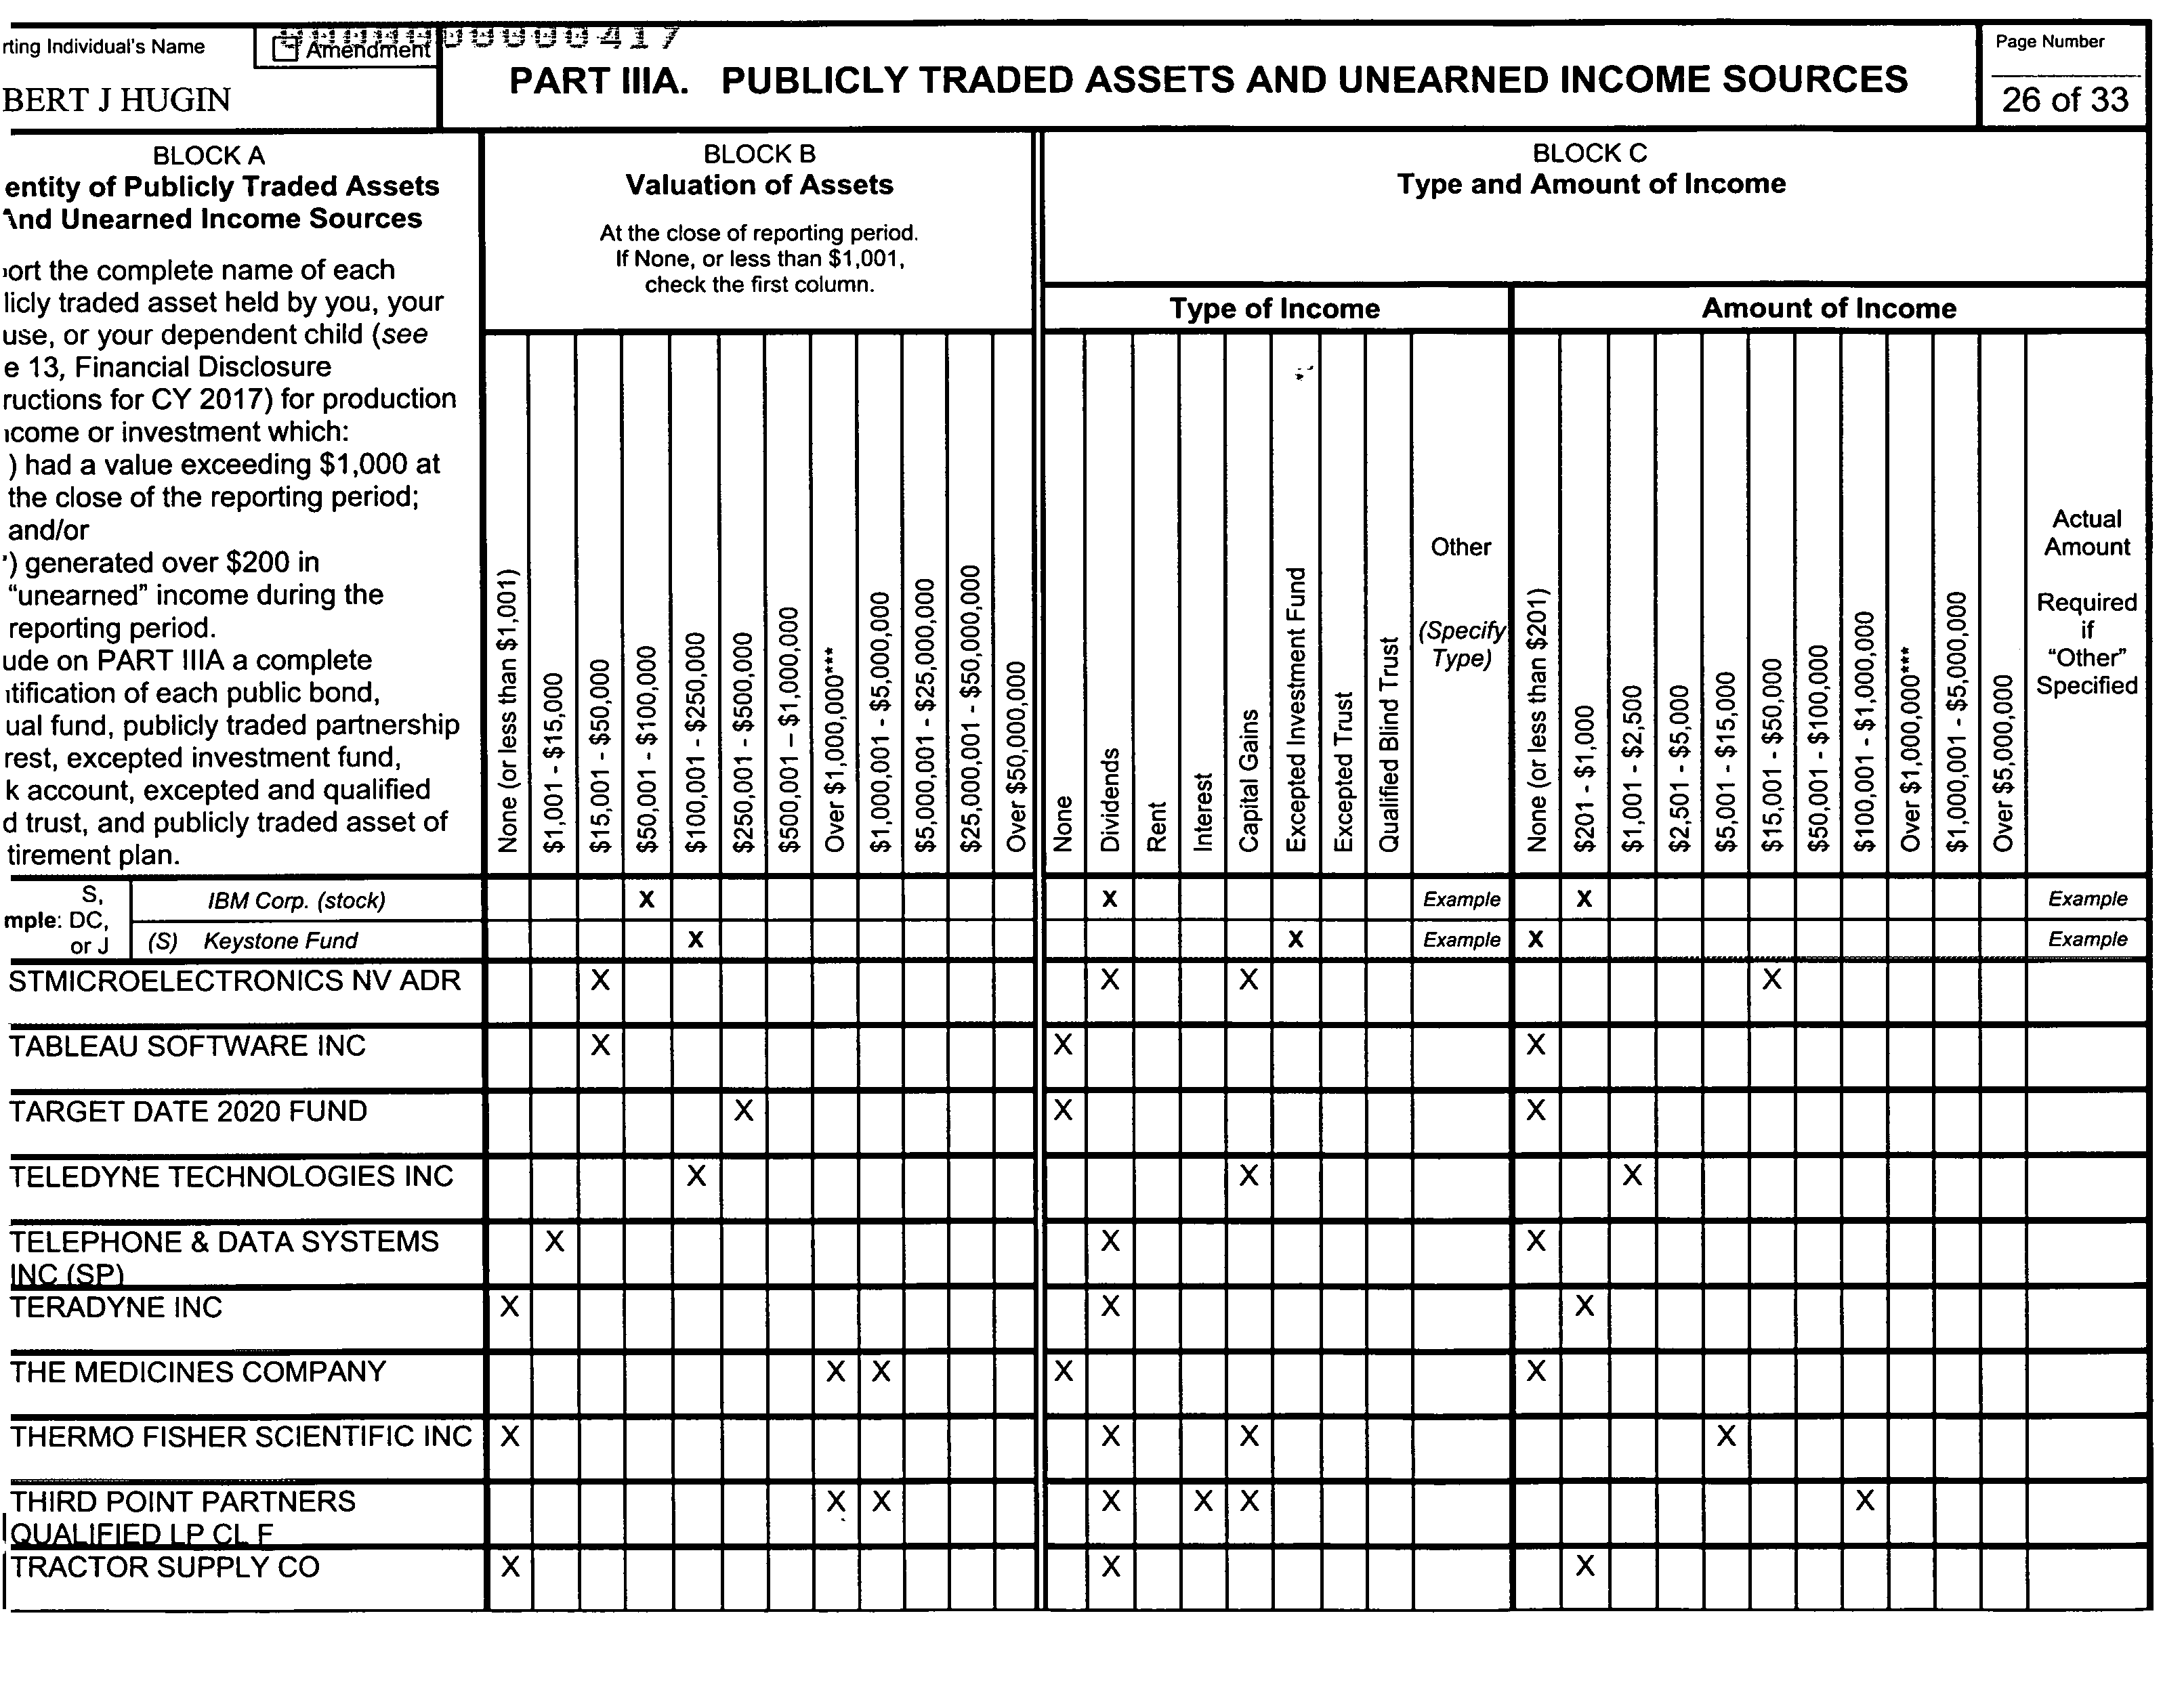 rting Individual's Name
Amendment
417
BERT J HUGIN
PART IIIA. PUBLICLY TRADED ASSETS AND UNEARNED INCOME SOURCES
Page Number
26 of 33
BLOCK A
entity of Publicly Traded Assets
And Unearned Income Sources
ort the complete name of each
licly traded asset held by you, your
use, or your dependent child (see
e 13, Financial Disclosure
ructions for CY 2017) for production
come or investment which:
) had a value exceeding $1,000 at
the close of the reporting period;
and/or
) generated over $200 in
“unearned” income during the
reporting period.
ude on PART IIIA a complete
tification of each public bond,
ual fund, publicly traded partnership
rest, excepted investment fund,
k account, excepted and qualified
d trust, and publicly traded asset of
tirement plan.
BLOCK B
Valuation of Assets
At the close of reporting period.
If None, or less than $1,001,
check the first column.
None (or less than $1,001)
$1,001 - $15,000
$15,001 - $50,000
$50,001 - $100,000
$100,001 - $250,000
$250,001 - $500,000
$500,001 – $1,000,000
Over $1,000,000***
$1,000,001 - $5,000,000
$5,000,001 - $25,000,000
$25,000,001 - $50,000,000
Over $50,000,000
BLOCK C
Type and Amount of Income
Type of Income
None
Dividends
Rent
Interest
Capital Gains
Excepted Investment Fund
Excepted Trust
Qualified Blind Trust
Other
(Specify
Type)
Amount of Income
None (or less than $201)
$201 - $1,000
$1,001 - $2,500
$2,501 - $5,000
$5,001 - $15,000
$15,001 - $50,000
$50,001 - $100,000
$100,001 - $1,000,000
Over $1,000,000***
$1,000,001 - $5,000,000
Over $5,000,000
Actual
Amount
Required
if
“Other”
Specified
S,
mple: DC,
or J
IBM Corp. (stock) X X Example X Example
(S) Keystone Fund X X Example X Example
STMICROELECTRONICS NV ADR X X X X
TABLEAU SOFTWARE INC X X X
TARGET DATE 2020 FUND X X X
TELEDYNE TECHNOLOGIES INC X X X
TELEPHONE & DATA SYSTEMS X X X
INC (SP)
TERADYNE INC X X X
THE MEDICINES COMPANY X X X X
THERMO FISHER SCIENTIFIC INC X X X X
THIRD POINT PARTNERS X X X X X X
QUALIFIED LP CL F
TRACTOR SUPPLY CO X X X